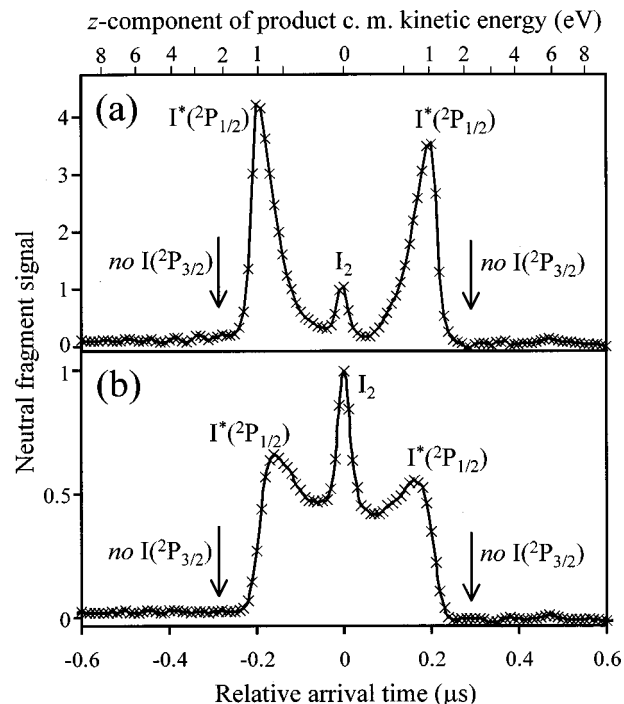 z-component of product c. m. kinetic energy (eV)
8 6 4 2 1 0 1 2 4 6 8
(a)
I*(²P₁/₂) I*(²P₁/₂)
no I(²P₃/₂) I₂ no I(²P₃/₂)
4
3
2
1
0
Neutral fragment signal
(b)
I₂
I*(²P₁/₂) I*(²P₁/₂)
no I(²P₃/₂) no I(²P₃/₂)
1
0.5
0
-0.6 -0.4 -0.2 0 0.2 0.4 0.6
Relative arrival time (μs)